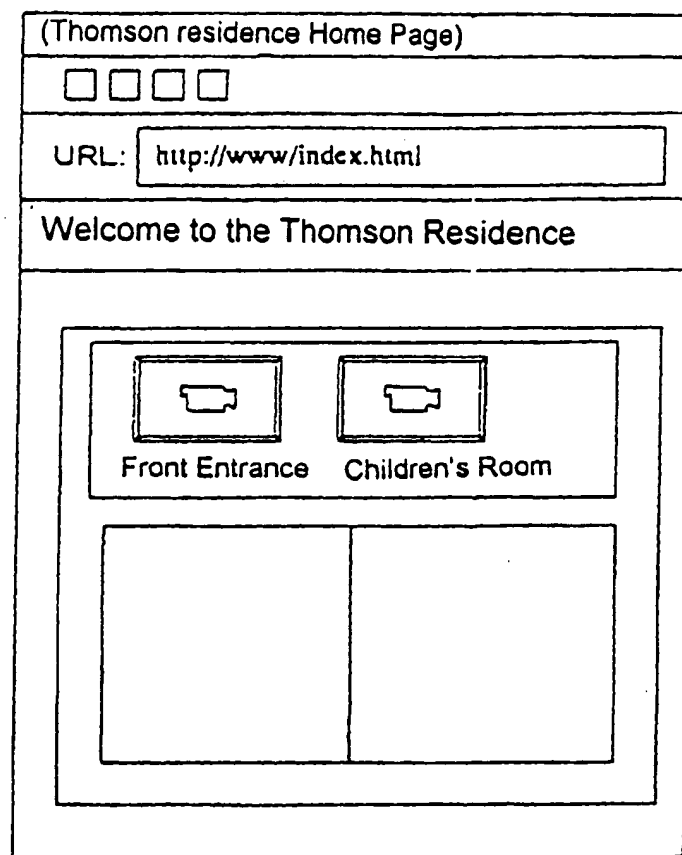 (Thomson residence Home Page)
URL: http://www/index.html
Welcome to the Thomson Residence
Front Entrance Children's Room